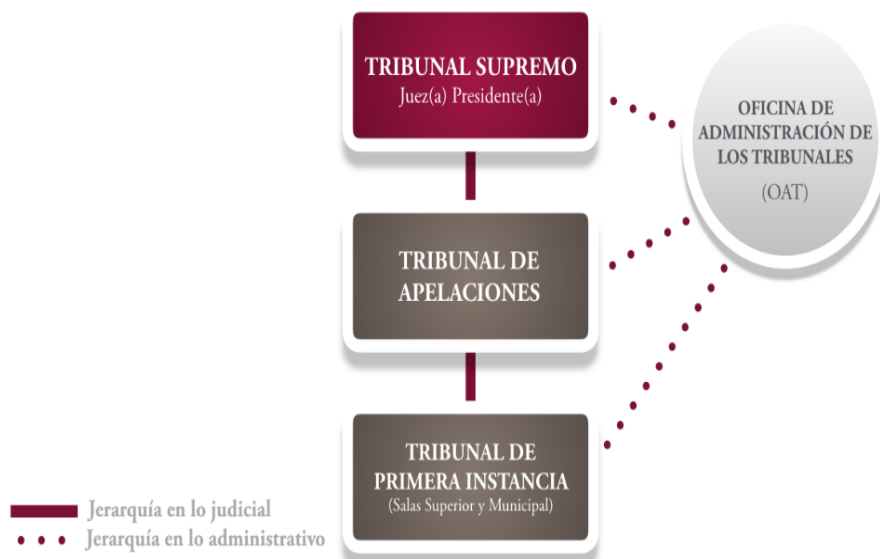 TRIBUNAL SUPREMO
Juez(a) Presidente(a)
OFICINA DE
ADMINISTRACIÓN DE
LOS TRIBUNALES
(OAT)
TRIBUNAL DE
APELACIONES
TRIBUNAL DE
PRIMERA INSTANCIA
(Salas Superior y Municipal)
Jerarquía en lo judicial
Jerarquía en lo administrativo